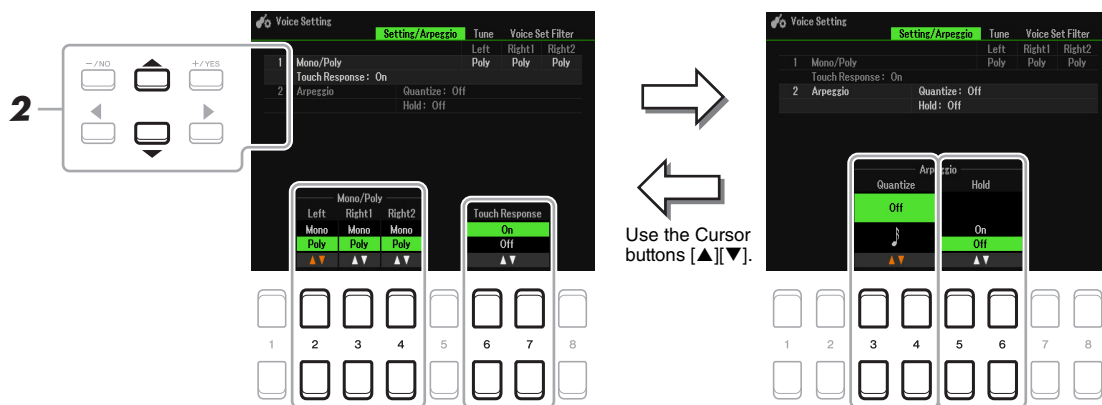 2
-/NO
+/YES
Voice Setting
Setting/Arpeggio Tune Voice Set Filter
Left Right1 Right2
1 Mono/Poly Poly Poly Poly
Touch Response: On
2 Arpeggio Quantize: Off
Hold: Off
Mono/Poly
Left Right1 Right2
Mono Mono Mono
Poly Poly Poly
▲▼ ▲▼ ▲▼
Touch Response
On
Off
▲▼
1 2 3 4 5 6 7 8
Use the Cursor
buttons [▲][▼].
Voice Setting
Setting/Arpeggio Tune Voice Set Filter
Left Right1 Right2
1 Mono/Poly Poly Poly Poly
Touch Response: On
2 Arpeggio Quantize: Off
Hold: Off
Arpeggio
Quantize Hold
Off
On
Off
▲▼ ▲▼
1 2 3 4 5 6 7 8